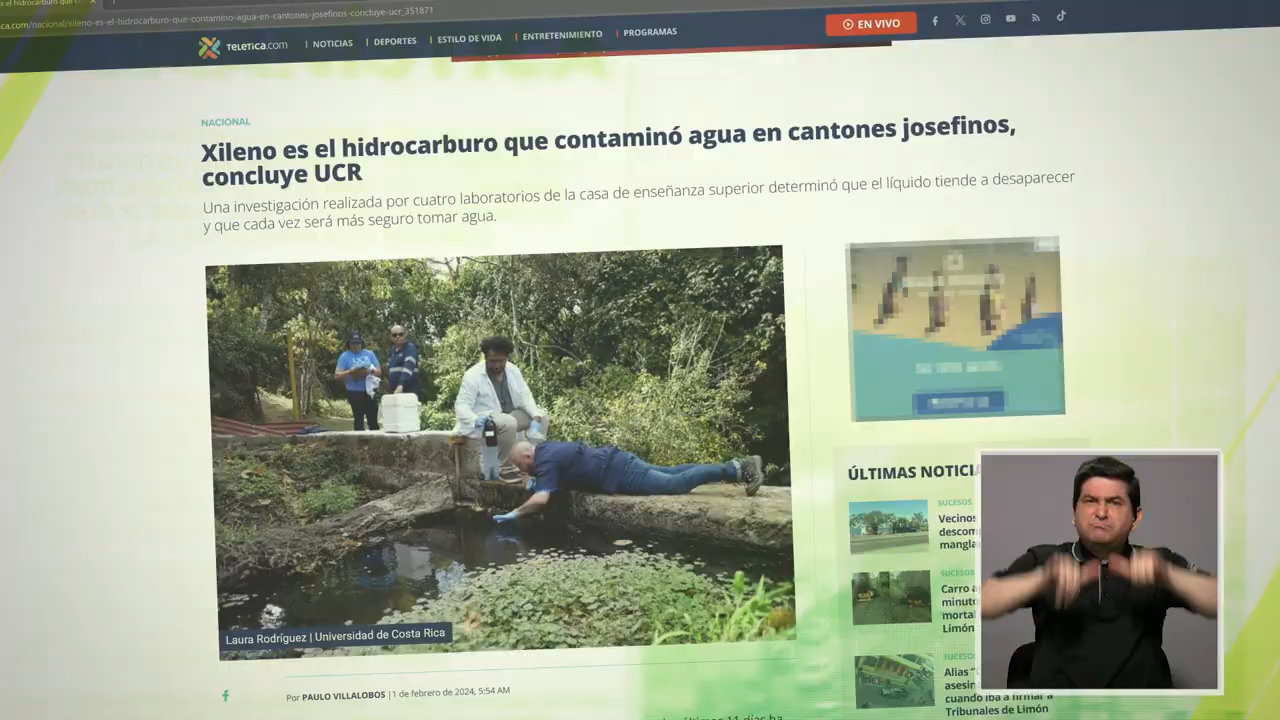 ca.com/nacional/xileno-es-el-hidrocarburo-que-contamino-agua-en-cantones-josefinos-concluye-ucr_351871
TELETICA.com
NOTICIAS
DEPORTES
ESTILO DE VIDA
ENTRETENIMIENTO
PROGRAMAS
EN VIVO
NACIONAL
Xileno es el hidrocarburo que contaminó agua en cantones josefinos,
concluye UCR
Una investigación realizada por cuatro laboratorios de la casa de enseñanza superior determinó que el líquido tiende a desaparecer
y que cada vez será más seguro tomar agua.
Laura Rodríguez | Universidad de Costa Rica
Por PAULO VILLALOBOS | 1 de febrero de 2024, 5:54 AM
ÚLTIMAS NOTICIA
SUCESOS
Vecinos
descom
mangla
SUCESOS
Carro a
minuto
mortal
Limón
SUCESOS
Alias "
asesin
cuando iba a firmar a
Tribunales de Limón